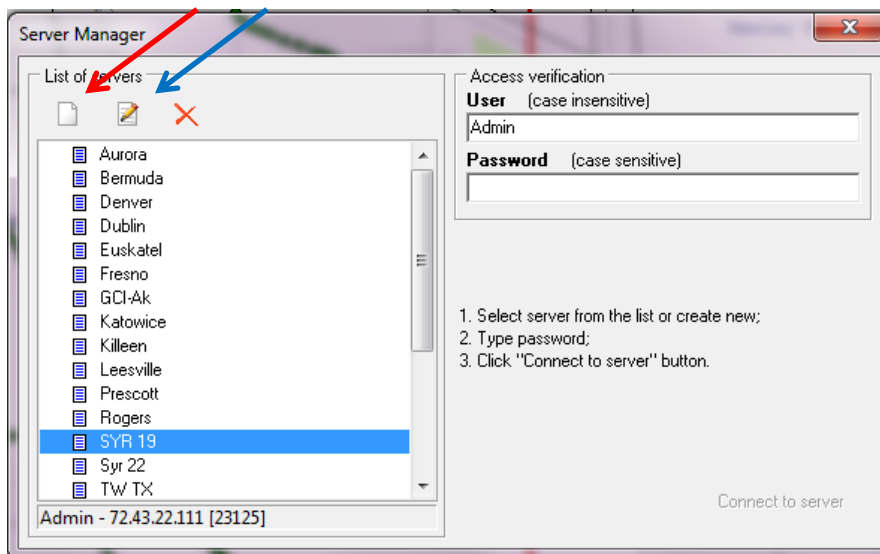 Server Manager
List of servers
Aurora
Bermuda
Denver
Dublin
Euskatel
Fresno
GCI-Ak
Katowice
Killeen
Leesville
Prescott
Rogers
SYR 19
Syr 22
TW TX
Admin - 72.43.22.111 [23125]
Access verification
User (case insensitive)
Admin
Password (case sensitive)
1. Select server from the list or create new;
2. Type password;
3. Click "Connect to server" button.
Connect to server